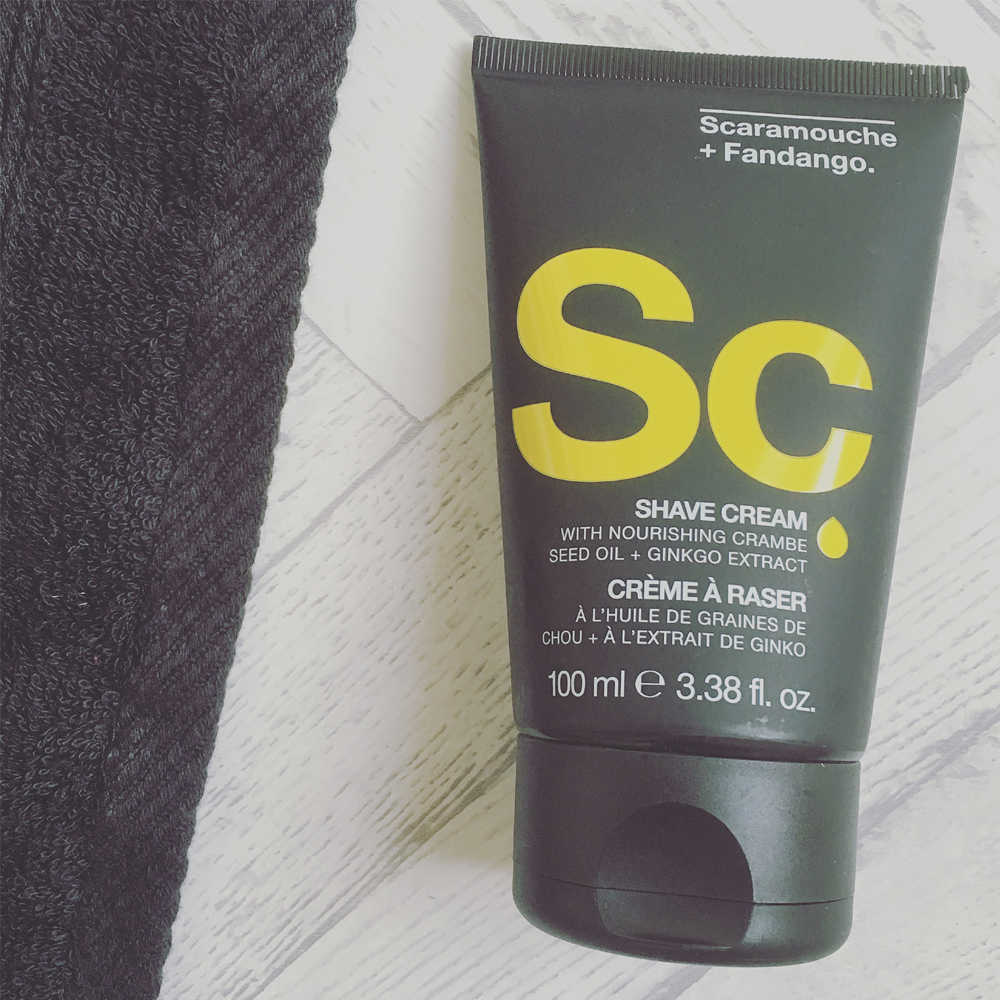 Scaramouche
+ Fandango.
Sc
SHAVE CREAM
WITH NOURISHING CRAMBE
SEED OIL + GINKGO EXTRACT
CRÈME À RASER
À L'HUILE DE GRAINES DE
CHOU + À L'EXTRAIT DE GINKO
100 ml ℮ 3.38 fl. oz.